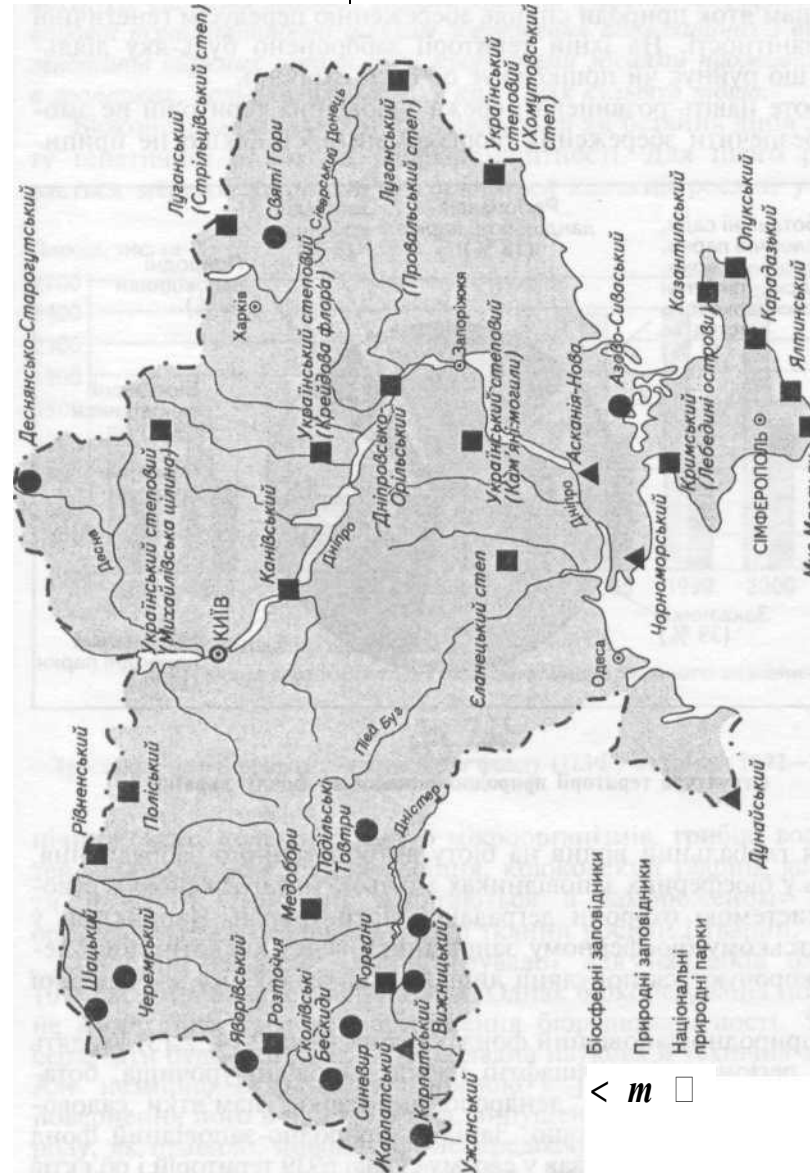 Деснянсько-Старогутський
Луганський
(Стрільцівський степ)
Святі Гори
Сіверський Донець
Луганський
(Провальський степ)
Український
степовий
(Хомутовський
степ)
Харків
Український степовий
(Крейдова флора)
Запоріжжя
Дніпровсько-
Орільський
Український степовий
(Кам'яні могили)
Асканія-Нова
Азово-Сиваський
Казантипський
Опукський
Карадазький
Ялтинський
Кримський
(Лебедині острови)
СІМФЕРОПОЛЬ
Десна
Український степовий
(Михайлівська цілина)
Канівський
Дніпро
Дніпро
КИЇВ
Єланецький степ
Чорноморський
Одеса
Півд Буг
Дністер
Дунайський
Рівненський
Поліський
Подільські
Товтри
Медобори
Шацький
Черемський
Яворівський
Розточчя
Сколівські
Бескиди
Горгани
Синевир
Вижницький
Карпатський
Карпатський
Ужанський
Біосферні заповідники
Природні заповідники
Національні
природні парки
< m □